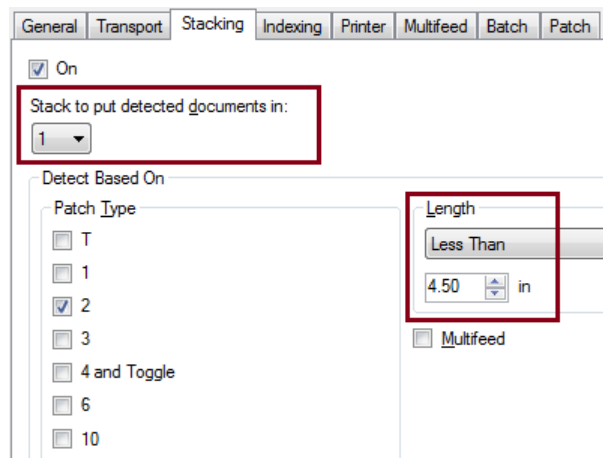 General Transport Stacking Indexing Printer Multifeed Batch Patch
On
Stack to put detected documents in:
1
Detect Based On
Patch Type
T
1
2
3
4 and Toggle
6
10
Length
Less Than
4.50 in
Multifeed